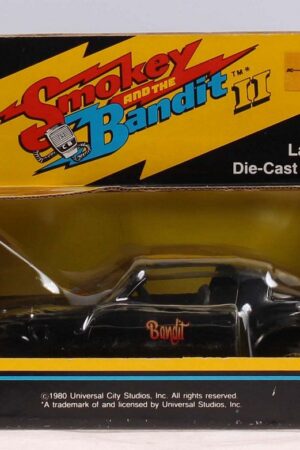 Smokey
AND THE
Bandit II
TM*
La
Die-Cast
Bandit
©1980 Universal City Studios, Inc. All rights reserved.
*A trademark of and licensed by Universal Studios, Inc.